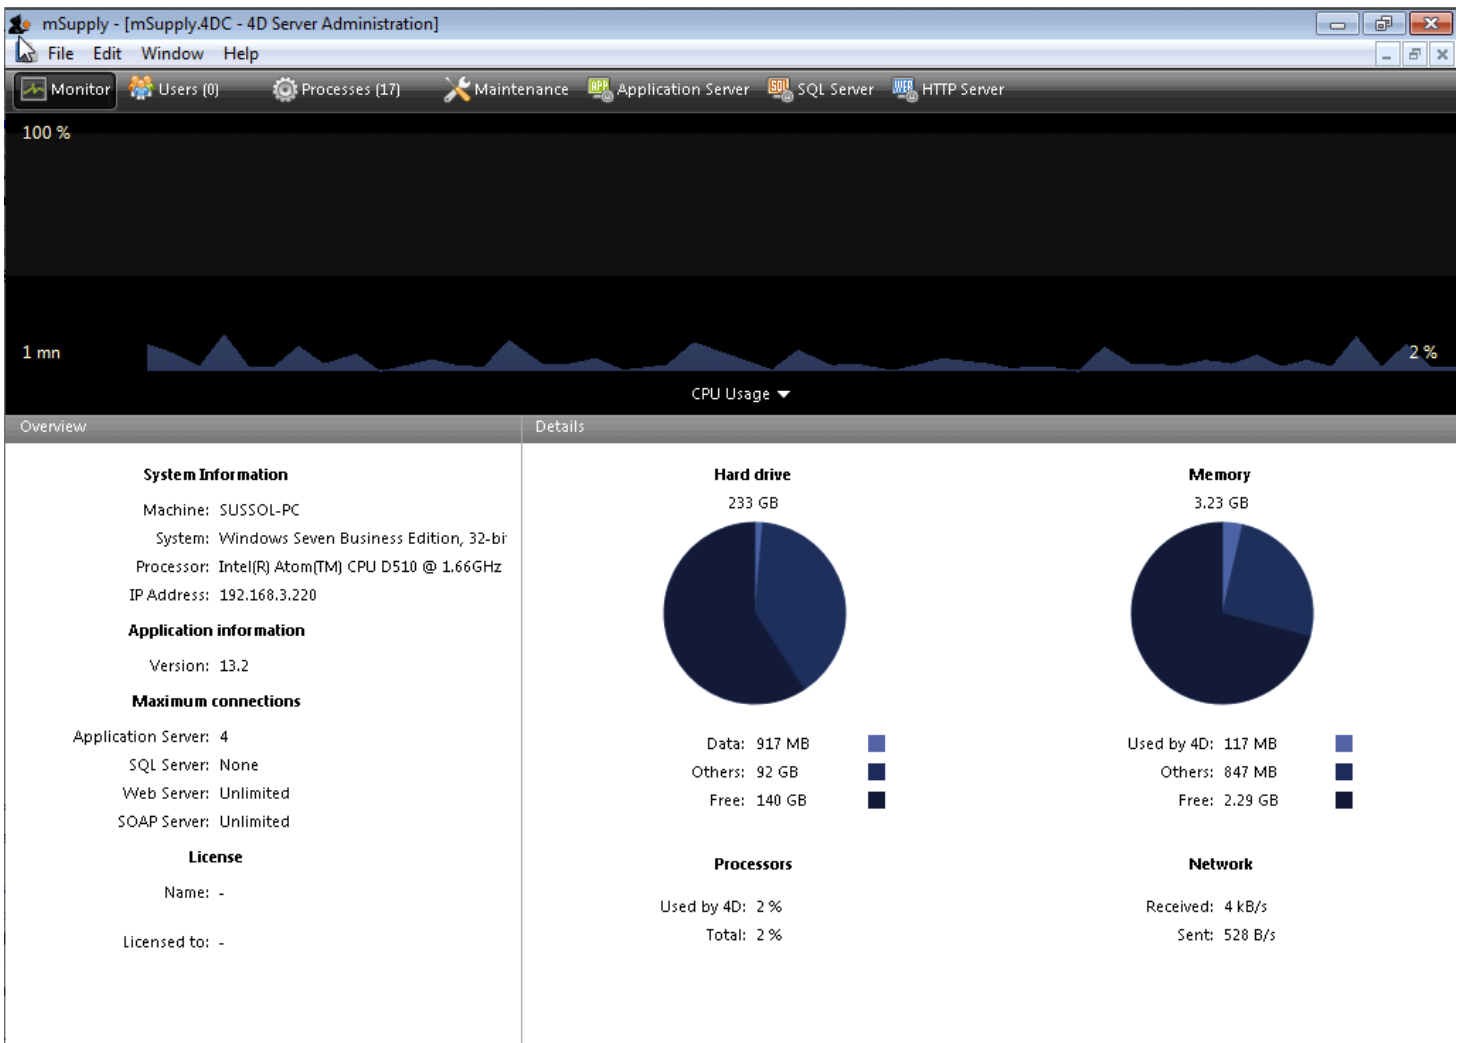 mSupply - [mSupply.4DC - 4D Server Administration]
File Edit Window Help
Monitor Users (0) Processes (17) Maintenance Application Server SQL Server HTTP Server
100 %
1 mn
2 %
CPU Usage
Overview
System Information
Machine: SUSSOL-PC
System: Windows Seven Business Edition, 32-bi
Processor: Intel(R) Atom(TM) CPU D510 @ 1.66GHz
IP Address: 192.168.3.220
Application information
Version: 13.2
Maximum connections
Application Server: 4
SQL Server: None
Web Server: Unlimited
SOAP Server: Unlimited
License
Name: -
Licensed to: -
Details
Hard drive
233 GB
Data: 917 MB
Others: 92 GB
Free: 140 GB
Memory
3.23 GB
Used by 4D: 117 MB
Others: 847 MB
Free: 2.29 GB
Processors
Used by 4D: 2 %
Total: 2 %
Network
Received: 4 kB/s
Sent: 528 B/s